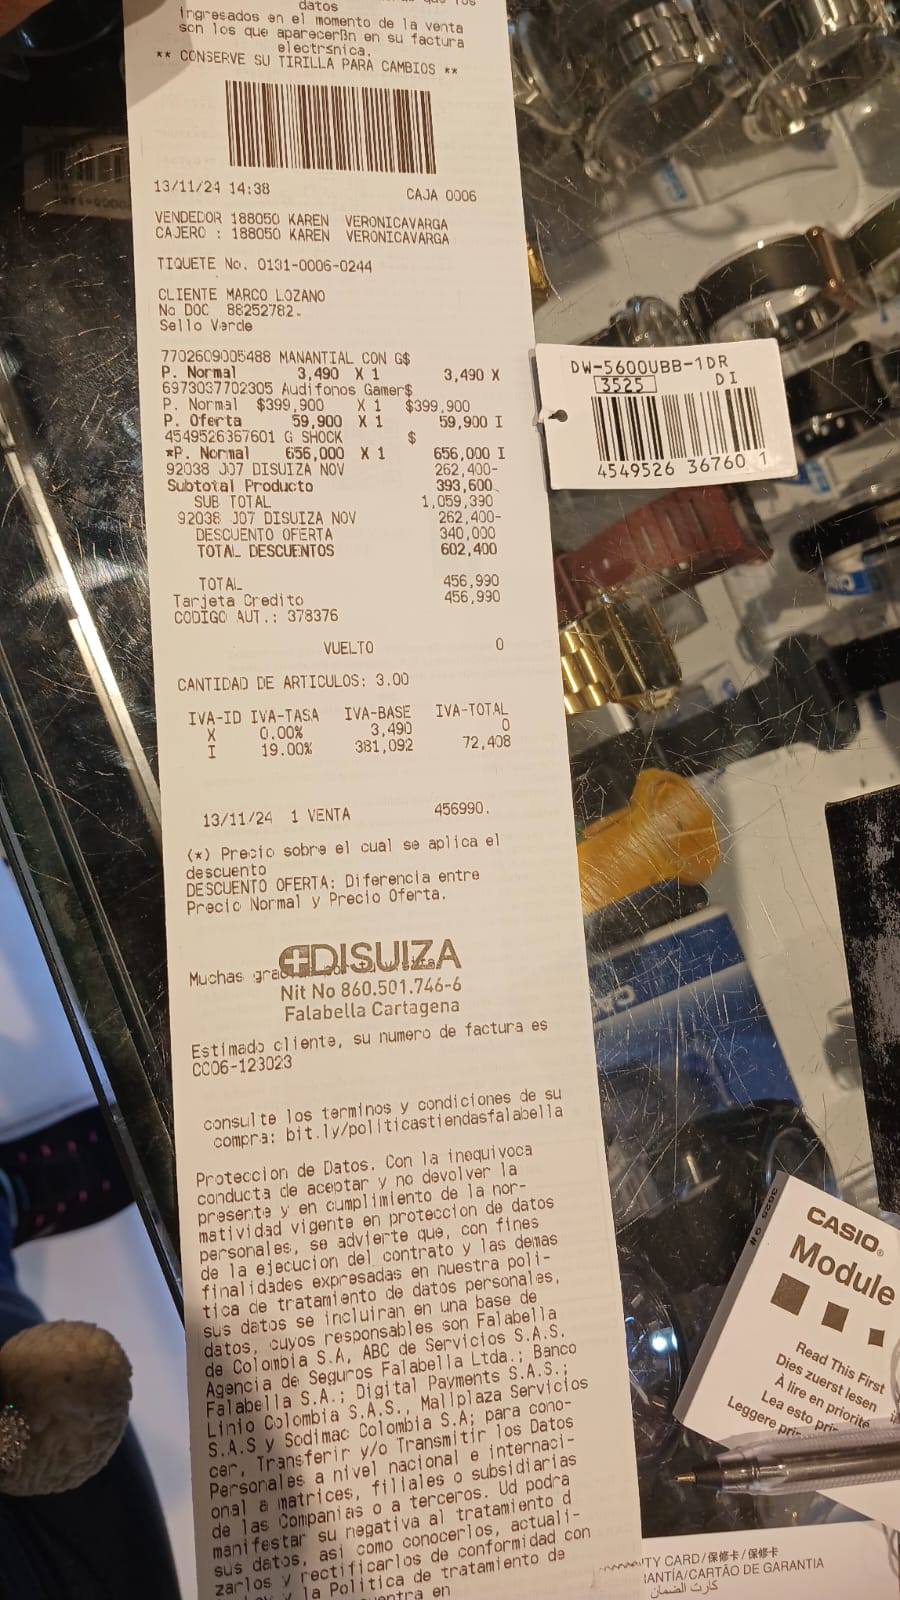 datos
ingresados en el momento de la venta
son los que aparecerßn en su factura
electrsnica.
** CONSERVE SU TIRILLA PARA CAMBIOS **
13/11/24 14:38 CAJA 0006
VENDEDOR 188050 KAREN VERONICAVARGA
CAJERO : 188050 KAREN VERONICAVARGA
TIQUETE No. 0131-0006-0244
CLIENTE MARCO LOZANO
No DOC 88252782.
Sello Varde
7702609005488 MANANTIAL CON G$
P. Normal 3,490 X 1 3,490 X
6973037702305 Audifonos Gamer$
P. Normal $399,900 X 1 $399,900
P. Oferta 59,900 X 1 59,900 I
4549526367601 G SHOCK $
*P. Normal 656,000 X 1 656,000 I
92038 J07 DISUIZA NOV 262,400-
Subtotal Producto 393,600
SUB TOTAL 1,059,390
92038 J07 DISUIZA NOV 262,400-
DESCUENTO OFERTA 340,000
TOTAL DESCUENTOS 602,400
TOTAL 456,990
Tarjeta Credito 456,990
CODIGO AUT.: 378376
VUELTO 0
CANTIDAD DE ARTICULOS: 3.00
IVA-ID IVA-TASA IVA-BASE IVA-TOTAL
X 0.00% 3,490 0
I 19.00% 381,092 72,408
13/11/24 1 VENTA 456990.
(*) Precio sobre el cual se aplica el
descuento
DESCUENTO OFERTA: Diferencia entre
Precio Normal y Precio Oferta.
DISUIZA
Muchas
Nit No 860.501.746-6
Falabella Cartagena
Estimado cliente, su numero de factura es
CC06-123023
consulte los terminos y condiciones de su
compra: bit.ly/politicastiendasfalabella
Proteccion de Datos. Con la inequivoca
conducta de aceptar y no devolver la
presente y en cumplimiento de la nor-
matividad vigente en proteccion de datos
personales, se advierte que, con fines
de la ejecucion del contrato y las demas
finalidades expresadas en nuestra poli-
tica de tratamiento de datos personales,
sus datos se incluiran en una base de
datos, cuyos responsables son Falabella
de Colombia S.A, ABC de Servicios S.A.S.
Agencia de Seguros Falabella Ltda.; Banco
Falabella S.A.; Digital Payments S.A.S.;
Linio Colombia S.A.S., Mallplaza Servicios
S.A.S y Sodimac Colombia S.A; para cono-
cer, Transferir y/o Transmitir los Datos
Personales a nivel nacional e internaci-
onal a matrices, filiales o subsidiarias
de las Companias o a terceros. Ud podra
manifestar su negativa al tratamiento d
sus datos, asi como conocerlos, actuali-
zarlos y rectificarlos de conformidad con
y la Politica de tratamiento de
en
DW-5600UBB-1DR
3525 DI
4549526 36760 1
CASIO
Module
Read This First
Dies zuerst lesen
À lire en priorité
Lea esto
Leggere
CARD/保修卡/保修卡
CARTÃO DE GARANTIA
كارت الضمان